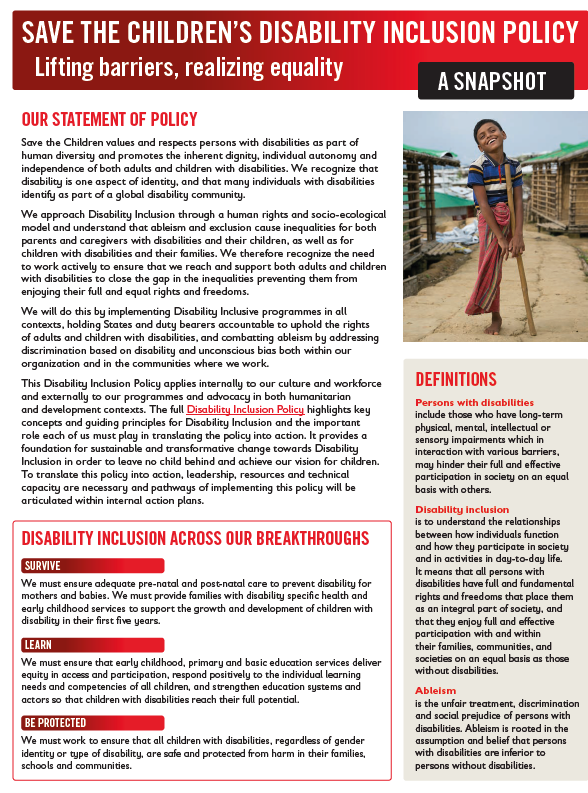 SAVE THE CHILDREN'S DISABILITY INCLUSION POLICY
Lifting barriers, realizing equality
A SNAPSHOT
OUR STATEMENT OF POLICY
Save the Children values and respects persons with disabilities as part of
human diversity and promotes the inherent dignity, individual autonomy and
independence of both adults and children with disabilities. We recognize that
disability is one aspect of identity, and that many individuals with disabilities
identify as part of a global disability community.
We approach Disability Inclusion through a human rights and socio-ecological
model and understand that ableism and exclusion cause inequalities for both
parents and caregivers with disabilities and their children, as well as for
children with disabilities and their families. We therefore recognize the need
to work actively to ensure that we reach and support both adults and children
with disabilities to close the gap in the inequalities preventing them from
enjoying their full and equal rights and freedoms.
We will do this by implementing Disability Inclusive programmes in all
contexts, holding States and duty bearers accountable to uphold the rights
of adults and children with disabilities, and combatting ableism by addressing
discrimination based on disability and unconscious bias both within our
organization and in the communities where we work.
This Disability Inclusion Policy applies internally to our culture and workforce
and externally to our programmes and advocacy in both humanitarian
and development contexts. The full Disability Inclusion Policy highlights key
concepts and guiding principles for Disability Inclusion and the important
role each of us must play in translating the policy into action. It provides a
foundation for sustainable and transformative change towards Disability
Inclusion in order to leave no child behind and achieve our vision for children.
To translate this policy into action, leadership, resources and technical
capacity are necessary and pathways of implementing this policy will be
articulated within internal action plans.
DISABILITY INCLUSION ACROSS OUR BREAKTHROUGHS
SURVIVE
We must ensure adequate pre-natal and post-natal care to prevent disability for
mothers and babies. We must provide families with disability specific health and
early childhood services to support the growth and development of children with
disability in their first five years.
LEARN
We must ensure that early childhood, primary and basic education services deliver
equity in access and participation, respond positively to the individual learning
needs and competencies of all children, and strengthen education systems and
actors so that children with disabilities reach their full potential.
BE PROTECTED
We must work to ensure that all children with disabilities, regardless of gender
identity or type of disability, are safe and protected from harm in their families,
schools and communities.
DEFINITIONS
Persons with disabilities
include those who have long-term
physical, mental, intellectual or
sensory impairments which in
interaction with various barriers,
may hinder their full and effective
participation in society on an equal
basis with others.
Disability inclusion
is to understand the relationships
between how individuals function
and how they participate in society
and in activities in day-to-day life.
It means that all persons with
disabilities have full and fundamental
rights and freedoms that place them
as an integral part of society, and
that they enjoy full and effective
participation with and within
their families, communities, and
societies on an equal basis as those
without disabilities.
Ableism
is the unfair treatment, discrimination
and social prejudice of persons with
disabilities. Ableism is rooted in the
assumption and belief that persons
with disabilities are inferior to
persons without disabilities.